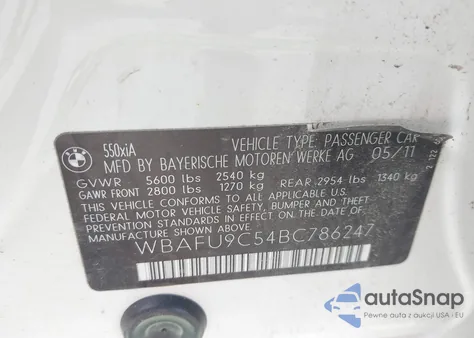 BMW
550xiA
VEHICLE TYPE: PASSENGER CAR
MFD BY BAYERISCHE MOTOREN WERKE AG 05/11
GVWR 5600 lbs 2540 kg
GAWR FRONT 2800 lbs 1270 kg REAR 2954 lbs 1340 kg
THIS VEHICLE CONFORMS TO ALL APPLICABLE
FEDERAL MOTOR VEHICLE SAFETY, BUMPER AND THEFT
PREVENTION STANDARDS IN EFFECT ON THE DATE OF
MANUFACTURE SHOWN ABOVE.
WBAFU9C54BC786247
autoSnap
Pewne auta z aukcji USA i EU